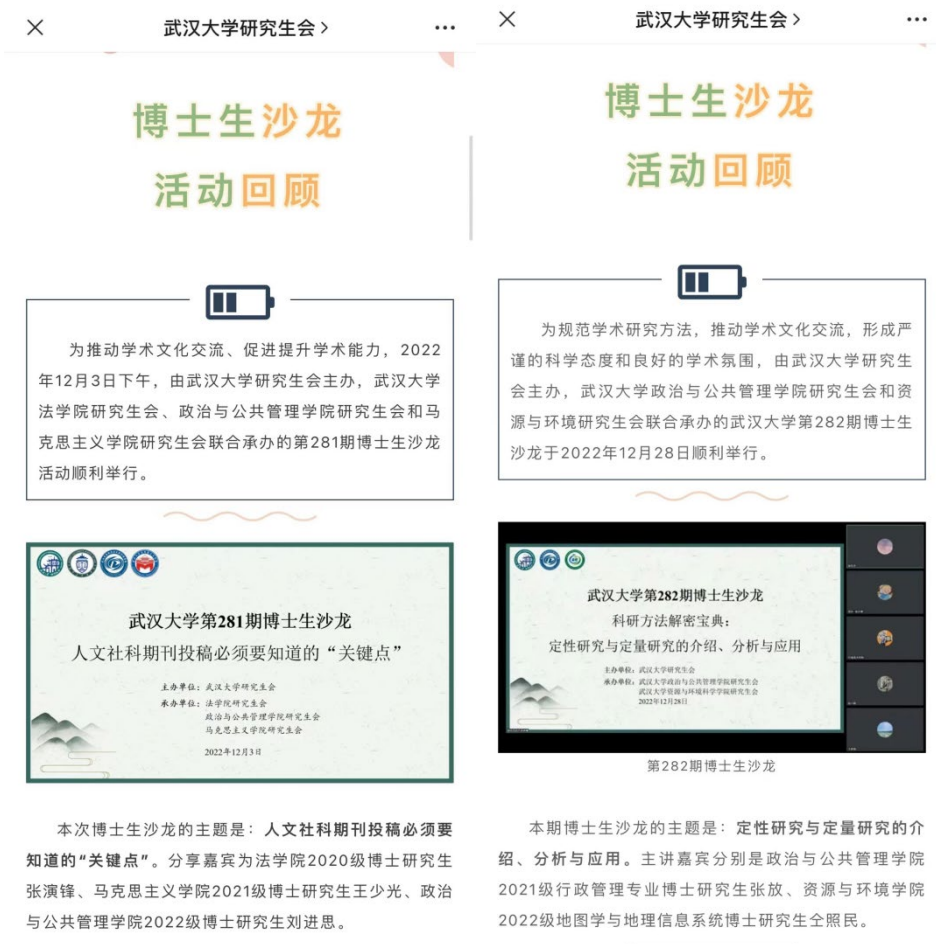 武汉大学研究生会
博士生沙龙
活动回顾
为推动学术文化交流、促进提升学术能力，2022
年12月3日下午，由武汉大学研究生会主办，武汉大学
法学院研究生会、政治与公共管理学院研究生会和马
克思主义学院研究生会联合承办的第281期博士生沙龙
活动顺利举行。
武汉大学第281期博士生沙龙
人文社科期刊投稿必须要知道的“关键点”
主办单位：武汉大学研究生会
承办单位：法学院研究生会
政治与公共管理学院研究生会
马克思主义学院研究生会
2022年12月3日
本次博士生沙龙的主题是：人文社科期刊投稿必须要
知道的“关键点”。分享嘉宾为法学院2020级博士研究生
张演锋、马克思主义学院2021级博士研究生王少光、政治
与公共管理学院2022级博士研究生刘进思。
武汉大学研究生会
博士生沙龙
活动回顾
为规范学术研究方法，推动学术文化交流，形成严
谨的科学态度和良好的学术氛围，由武汉大学研究生
会主办，武汉大学政治与公共管理学院研究生会和资
源与环境研究生会联合承办的武汉大学第282期博士生
沙龙于2022年12月28日顺利举行。
武汉大学第282期博士生沙龙
科研方法解密宝典：
定性研究与定量研究的介绍、分析与应用
主办单位：武汉大学研究生会
承办单位：武汉大学政治与公共管理学院研究生会
武汉大学资源与环境科学学院研究生会
2022年12月28日
第282期博士生沙龙
本期博士生沙龙的主题是：定性研究与定量研究的介
绍、分析与应用。主讲嘉宾分别是政治与公共管理学院
2021级行政管理专业博士研究生张放、资源与环境学院
2022级地图学与地理信息系统博士研究生仝照民。